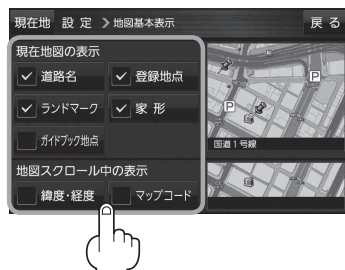 現在地 設定 地図基本表示 戻る
現在地図の表示
道路名 登録地点
P
ランドマーク 家形
P
ガイドブック地点
国道1号線
地図スクロール中の表示
緯度・経度 マップコード